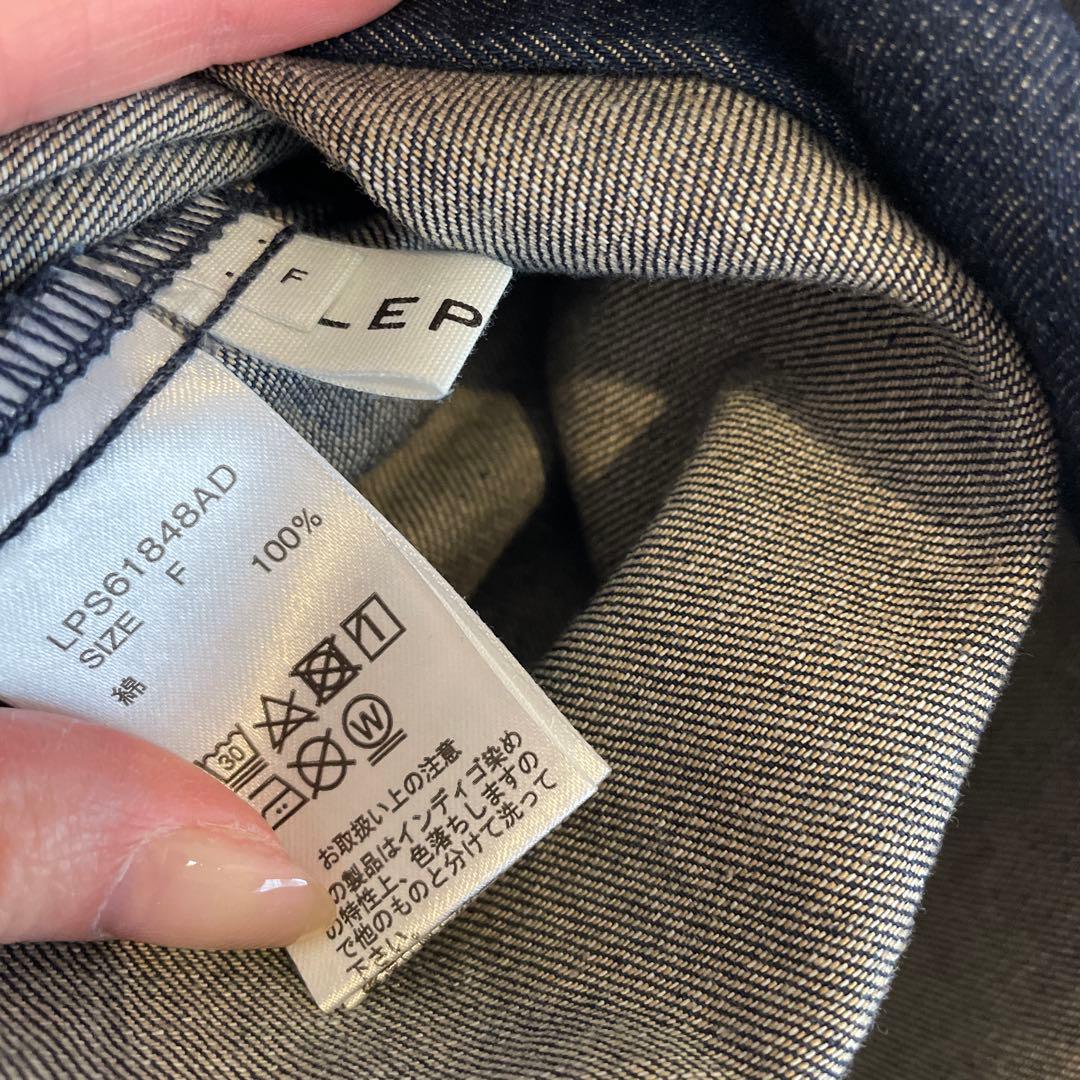 F
LEP
LPS61848AD
SIZE F
綿 100%
30
W
お取扱い上の注意
の製品はインディゴ染め
の特性上、色落ちしますの
で他のものと分けて洗って
下さい